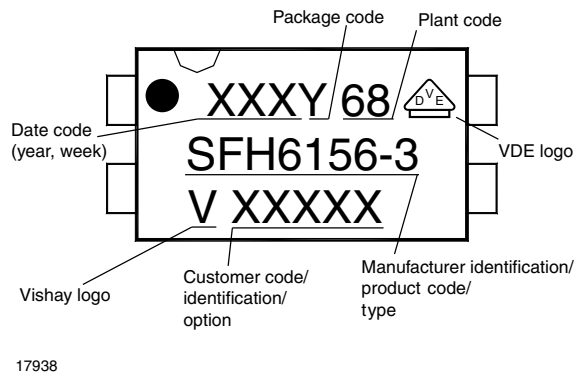 Package code
Plant code
XXXY 68
DVE
Date code
(year, week)
VDE logo
SFH6156-3
V XXXXX
Vishay logo
Customer code/
identification/
option
Manufacturer identification/
product code/
type
17938